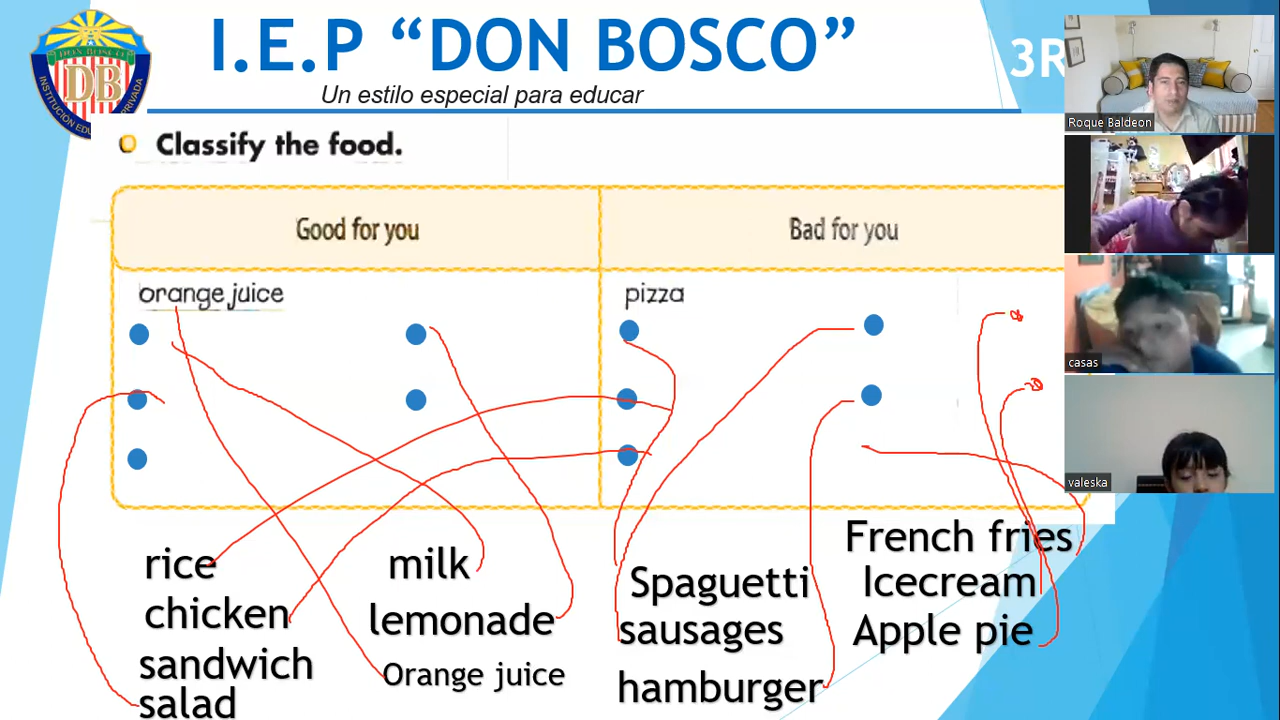 I.E.P “DON BOSCO”
Un estilo especial para educar
3R
DB
Classify the food.
Good for you
Bad for you
orange juice
pizza
rice
chicken
sandwich
salad
milk
lemonade
Orange juice
Spaguetti
sausages
hamburger
French fries
Icecream
Apple pie
Roque Baldeon
casas
valeska